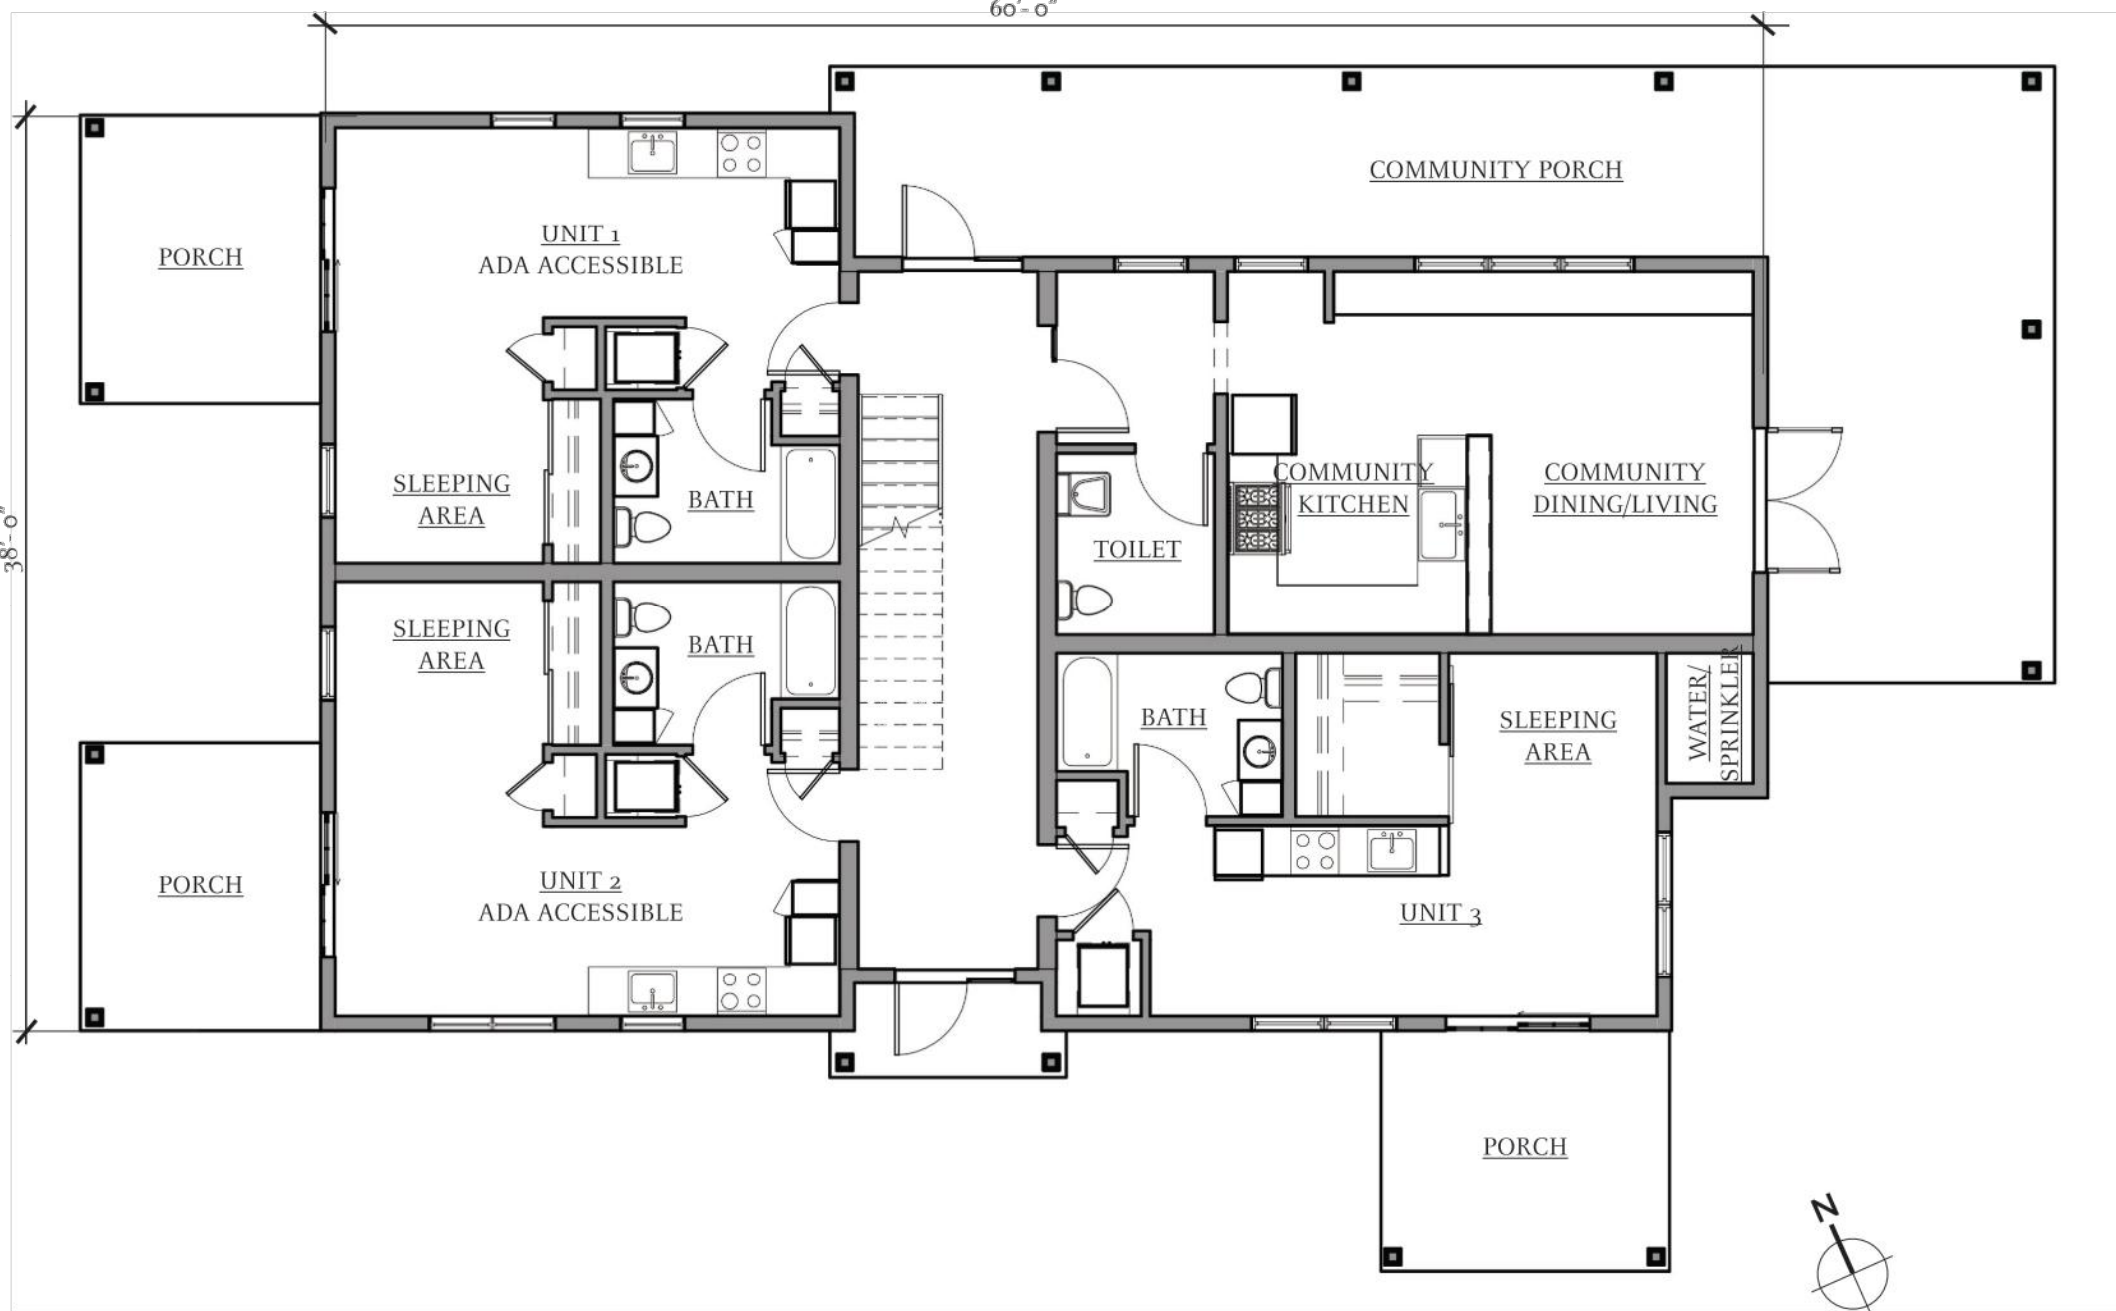 60'-0"
COMMUNITY PORCH
PORCH
UNIT 1
ADA ACCESSIBLE
SLEEPING
AREA
BATH
COMMUNITY
KITCHEN
COMMUNITY
DINING/LIVING
TOILET
38'-0"
SLEEPING
AREA
BATH
BATH
SLEEPING
AREA
WATER/
SPRINKLER
PORCH
UNIT 2
ADA ACCESSIBLE
UNIT 3
PORCH
N